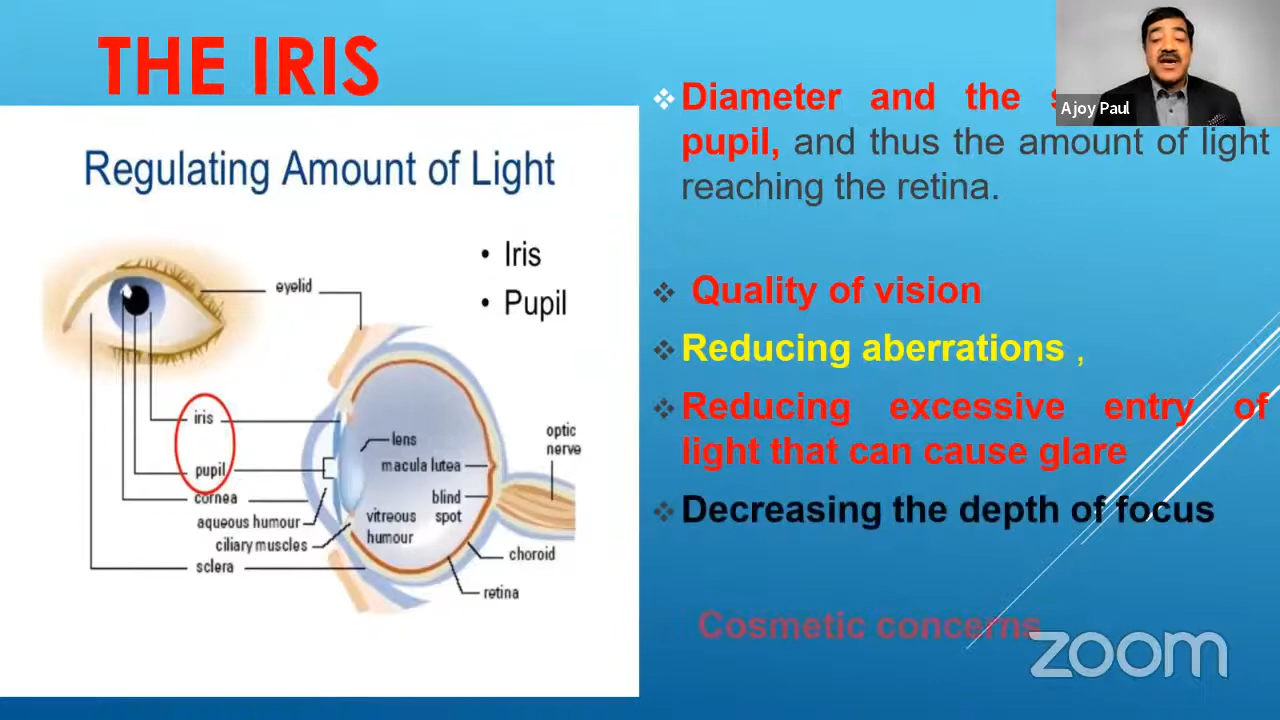 THE IRIS
Regulating Amount of Light
• Iris
• Pupil
eyelid
iris
pupil
cornea
aqueous humour
ciliary muscles
sclera
lens
macula lutea
blind spot
vitreous humour
optic nerve
choroid
retina
❖ Diameter and the
pupil, and thus the amount of light
reaching the retina.
❖ Quality of vision
❖ Reducing aberrations ,
❖ Reducing excessive entry of
light that can cause glare
❖ Decreasing the depth of focus
Cosmetic concerns
Ajoy Paul
zoom